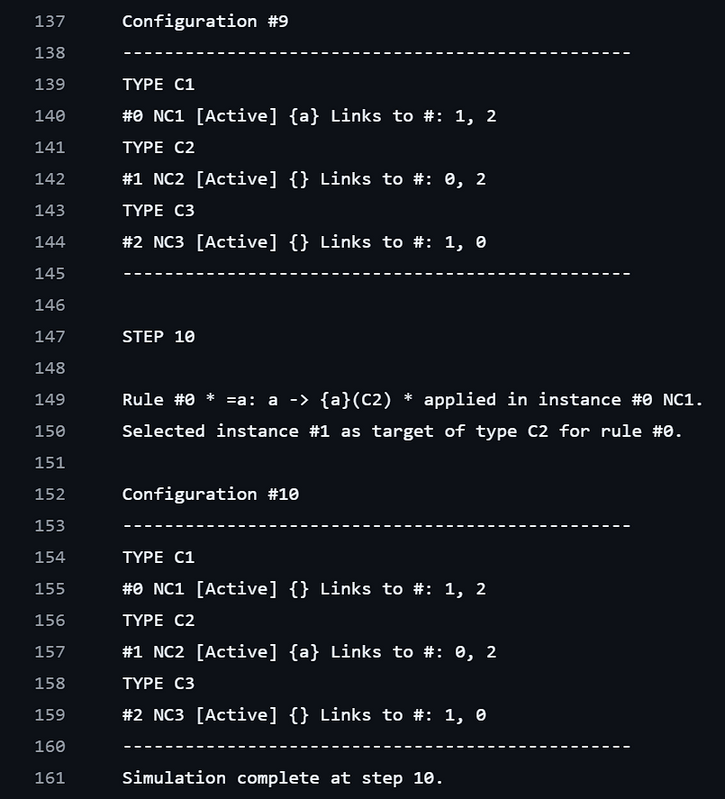 137 Configuration #9
138 -------------------------------------------------
139 TYPE C1
140 #0 NC1 [Active] {a} Links to #: 1, 2
141 TYPE C2
142 #1 NC2 [Active] {} Links to #: 0, 2
143 TYPE C3
144 #2 NC3 [Active] {} Links to #: 1, 0
145 -------------------------------------------------
146
147 STEP 10
148
149 Rule #0 * =a: a -> {a}(C2) * applied in instance #0 NC1.
150 Selected instance #1 as target of type C2 for rule #0.
151
152 Configuration #10
153 -------------------------------------------------
154 TYPE C1
155 #0 NC1 [Active] {} Links to #: 1, 2
156 TYPE C2
157 #1 NC2 [Active] {a} Links to #: 0, 2
158 TYPE C3
159 #2 NC3 [Active] {} Links to #: 1, 0
160 -------------------------------------------------
161 Simulation complete at step 10.